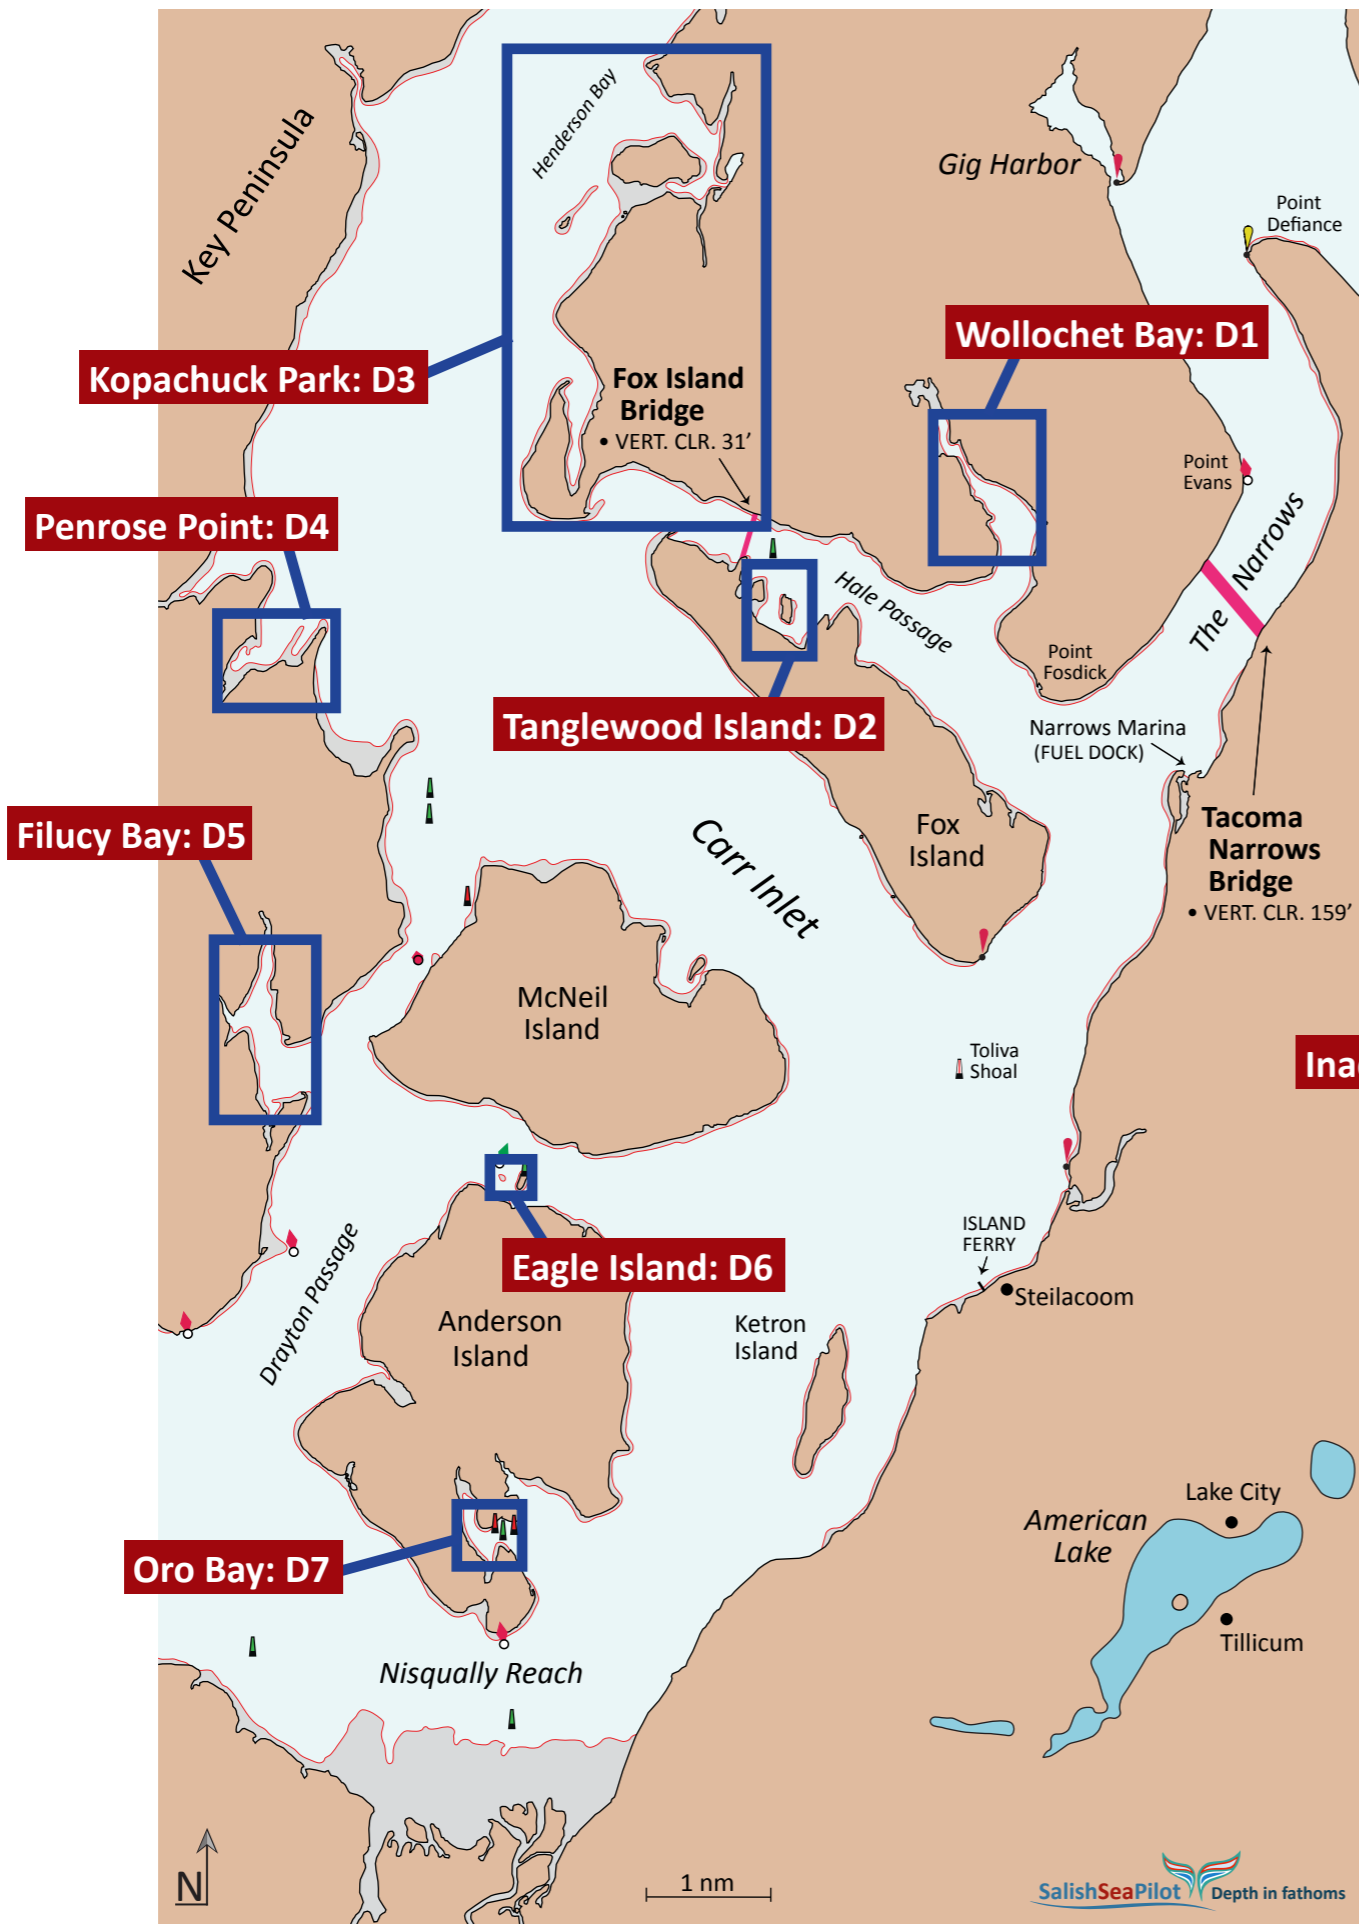 Henderson Bay
Key Peninsula
Gig Harbor
Point
Defiance
Wollochet Bay: D1
Kopachuck Park: D3
Fox Island
Bridge
• VERT. CLR. 31'
Point
Evans
The Narrows
Penrose Point: D4
Hale Passage
Point
Fosdick
Tanglewood Island: D2
Narrows Marina
(FUEL DOCK)
Filucy Bay: D5
Carr Inlet
Fox
Island
Tacoma
Narrows
Bridge
• VERT. CLR. 159'
McNeil
Island
Toliva
Shoal
Ina
Drayton Passage
ISLAND
FERRY
Eagle Island: D6
Steilacoom
Anderson
Island
Ketron
Island
Lake City
American
Lake
Oro Bay: D7
Tillicum
Nisqually Reach
N
1 nm
SalishSeaPilot
Depth in fathoms